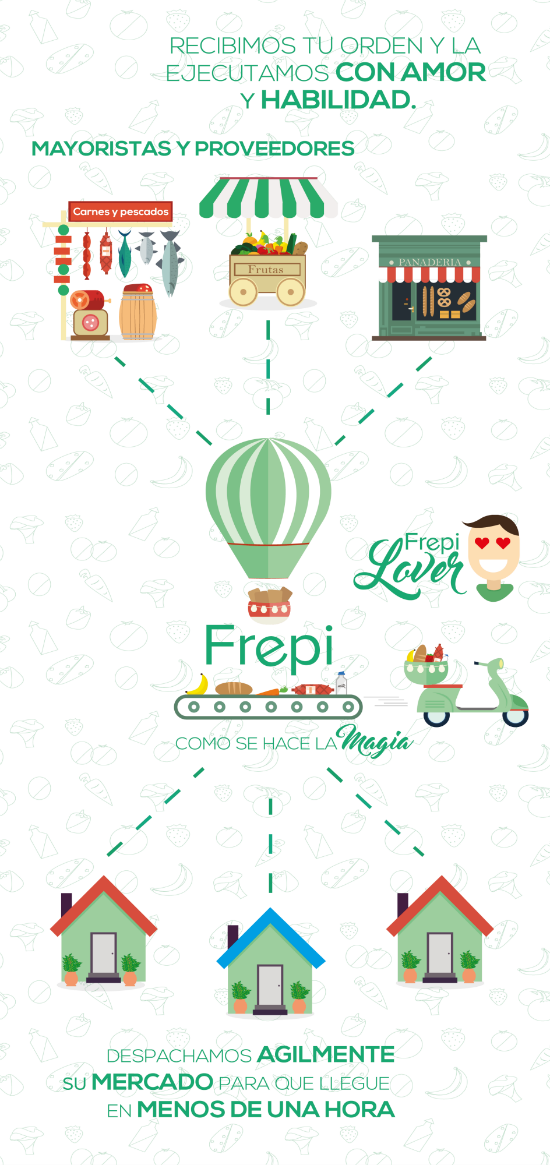 RECIBIMOS TU ORDEN Y LA
EJECUTAMOS CON AMOR
Y HABILIDAD.
MAYORISTAS Y PROVEEDORES
Carnes y pescados
Frutas
PANADERIA
Frepi
Lover
Frepi
COMO SE HACE LA Magia
DESPACHAMOS AGILMENTE
SU MERCADO PARA QUE LLEGUE
EN MENOS DE UNA HORA